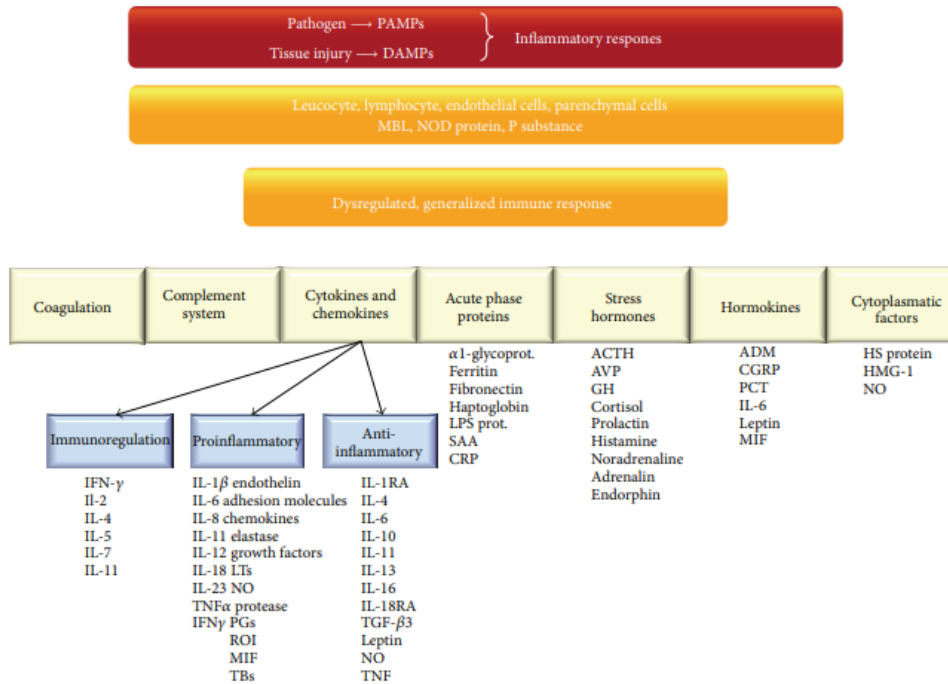 Pathogen ⟶ PAMPs
Tissue injury ⟶ DAMPs
Inflammatory respones
Leucocyte, lymphocyte, endothelial cells, parenchymal cells
MBL, NOD protein, P substance
Dysregulated, generalized immune response
Coagulation
Complement
system
Cytokines and
chemokines
Acute phase
proteins
Stress
hormones
Hormokines
Cytoplasmatic
factors
α1-glycoprot.
Ferritin
Fibronectin
Haptoglobin
LPS prot.
SAA
CRP
ACTH
AVP
GH
Cortisol
Prolactin
Histamine
Noradrenaline
Adrenalin
Endorphin
ADM
CGRP
PCT
IL-6
Leptin
MIF
HS protein
HMG-1
NO
Immunoregulation
Proinflammatory
Anti-
inflammatory
IFN-γ
Il-2
IL-4
IL-5
IL-7
IL-11
IL-1β endothelin
IL-6 adhesion molecules
IL-8 chemokines
IL-11 elastase
IL-12 growth factors
IL-18 LTs
IL-23 NO
TNFα protease
IFNγ PGs
ROI
MIF
TBs
IL-1RA
IL-4
IL-6
IL-10
IL-11
IL-13
IL-16
IL-18RA
TGF-β3
Leptin
NO
TNF